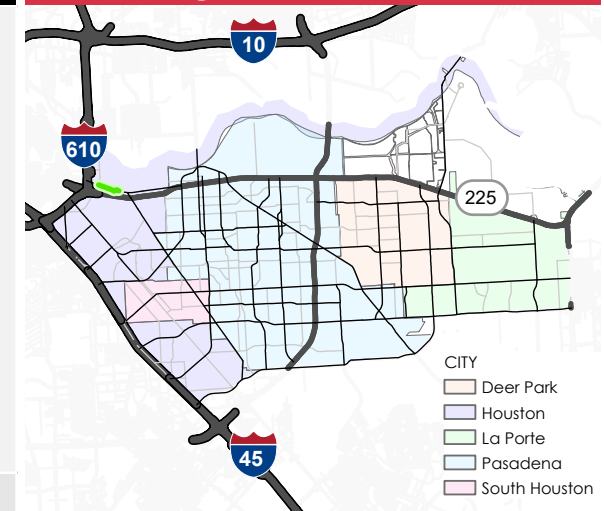 10
610
225
CITY
Deer Park
Houston
La Porte
Pasadena
South Houston
45